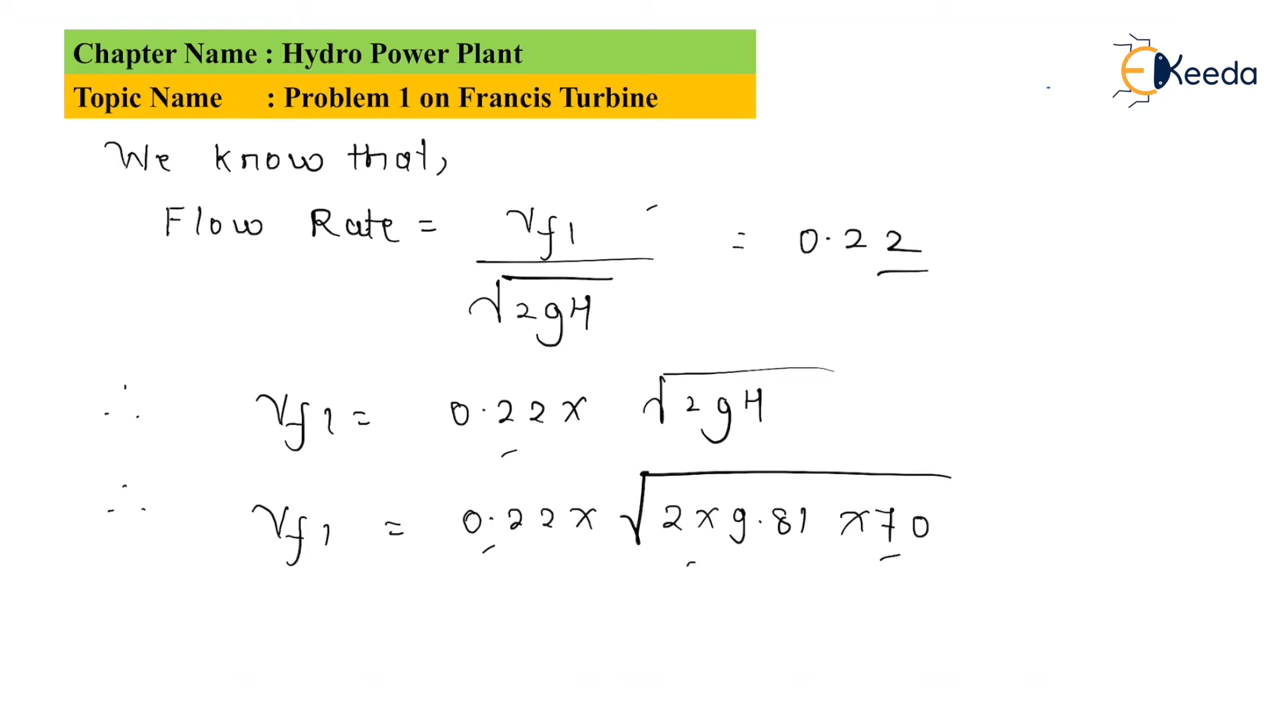 Chapter Name : Hydro Power Plant
EKeeda
Topic Name : Problem 1 on Francis Turbine
We know that,
Flow Rate = Vf1 / √2gH = 0.22
∴ Vf1 = 0.22 x √2gH
∴ Vf1 = 0.22 x √2 x 9.81 x 70